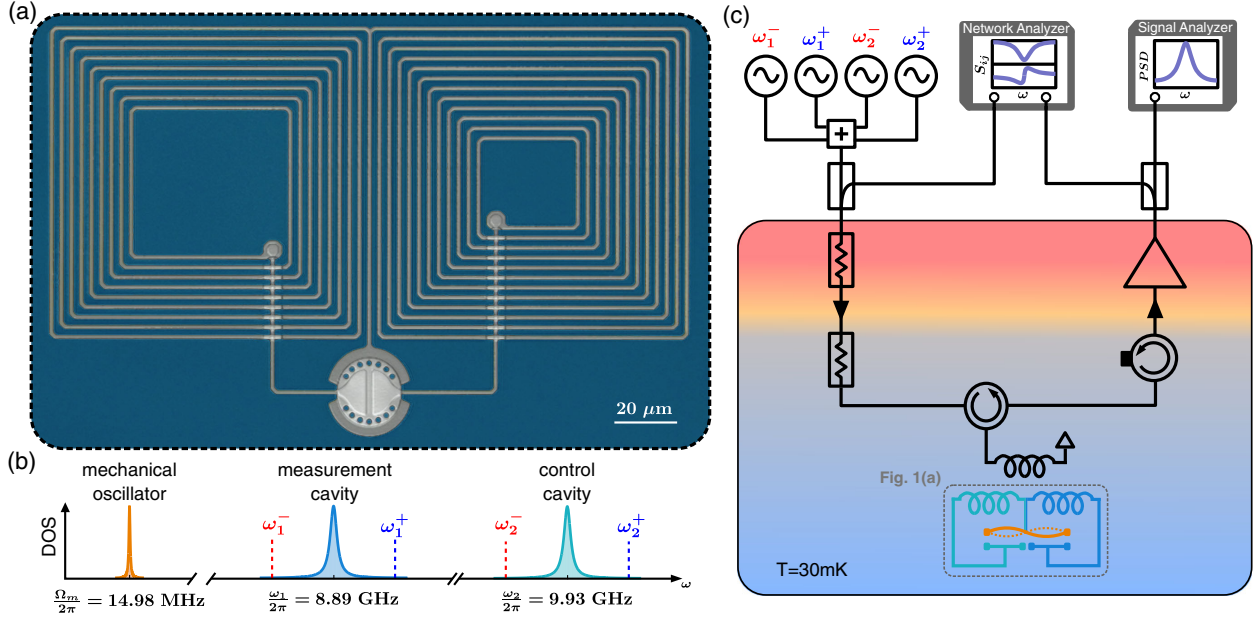 (a)
20 μm
(b)
mechanical oscillator
measurement cavity
control cavity
DOS
ω₁⁻
ω₁⁺
ω₂⁻
ω₂⁺
ω
Ωₘ/2π = 14.98 MHz
ω₁/2π = 8.89 GHz
ω₂/2π = 9.93 GHz
(c)
ω₁⁻ ω₁⁺ ω₂⁻ ω₂⁺
+
Network Analyzer
Sᵢⱼ
ω
Signal Analyzer
PSD
ω
Fig. 1(a)
T=30mK